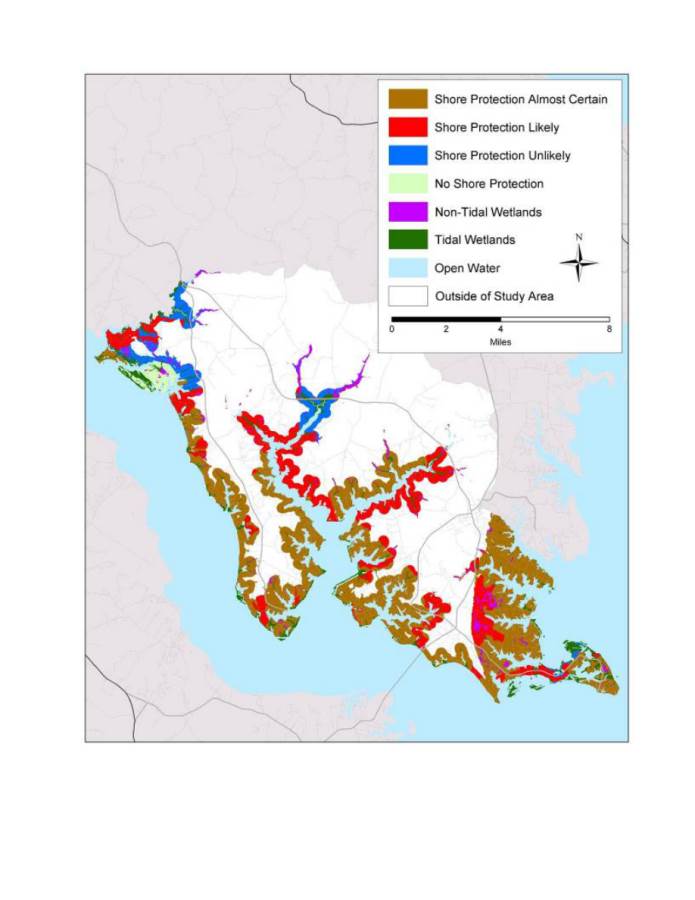 Shore Protection Almost Certain
Shore Protection Likely
Shore Protection Unlikely
No Shore Protection
Non-Tidal Wetlands
Tidal Wetlands
N
Open Water
Outside of Study Area
0 2 4 8
Miles